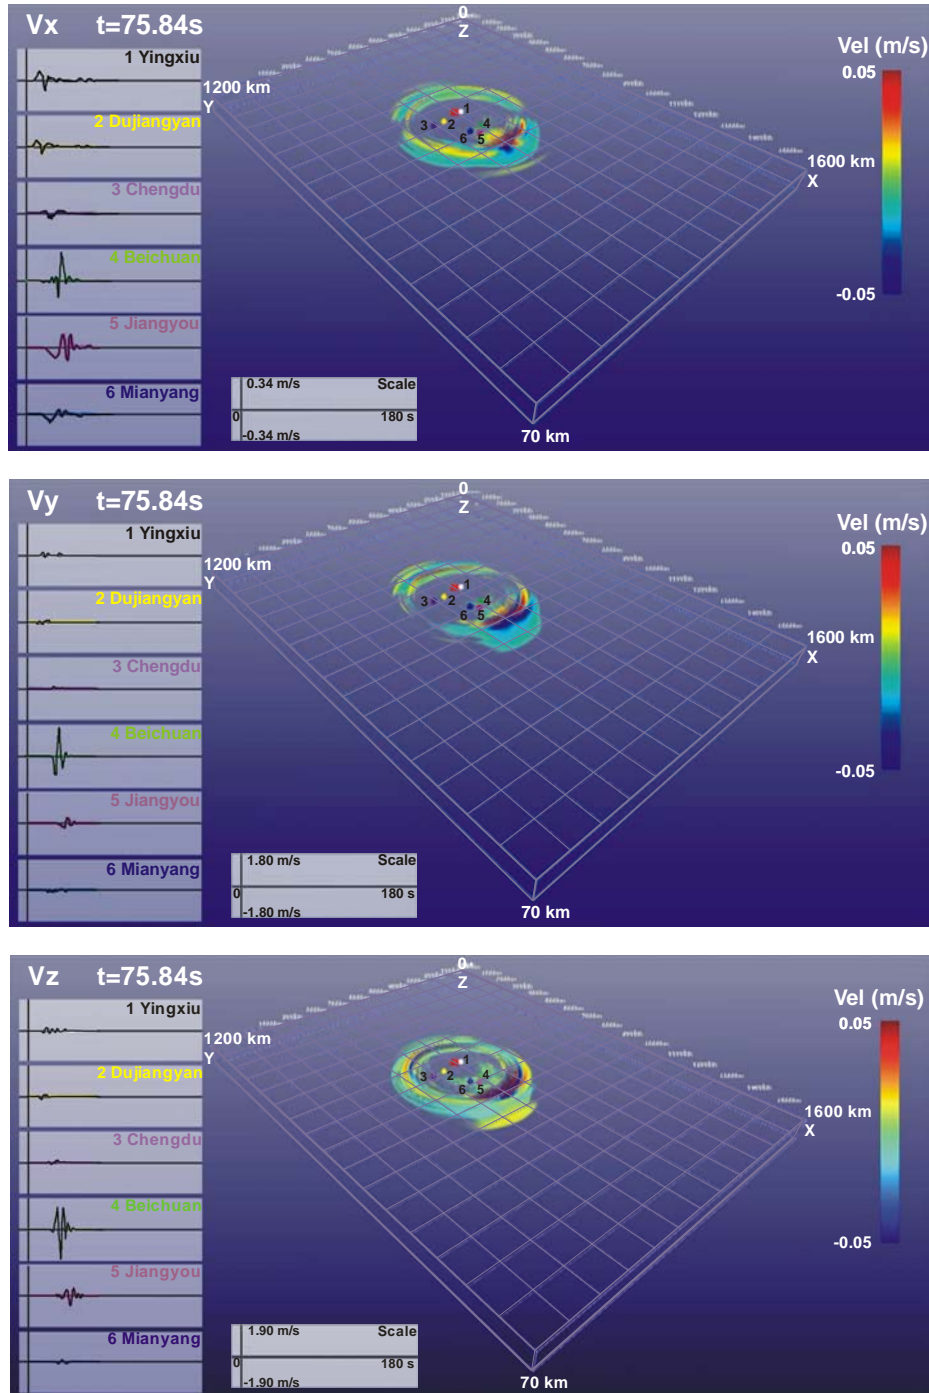 Vx t=75.84s
0
Z
Vel (m/s)
1 Yingxiu
0.05
1200 km
Y
2 Dujiangyan
1
3 2 4
6 5
1600 km
X
3 Chengdu
4 Beichuan
-0.05
5 Jiangyou
6 Mianyang
0.34 m/s Scale
0 180 s
-0.34 m/s
70 km
Vy t=75.84s
0
Z
Vel (m/s)
1 Yingxiu
0.05
1200 km
Y
2 Dujiangyan
1
3 2 4
6 5
1600 km
X
3 Chengdu
4 Beichuan
-0.05
5 Jiangyou
6 Mianyang
1.80 m/s Scale
0 180 s
-1.80 m/s
70 km
Vz t=75.84s
0
Z
Vel (m/s)
1 Yingxiu
0.05
1200 km
Y
2 Dujiangyan
1
3 2 4
6 5
1600 km
X
3 Chengdu
4 Beichuan
-0.05
5 Jiangyou
6 Mianyang
1.90 m/s Scale
0 180 s
-1.90 m/s
70 km